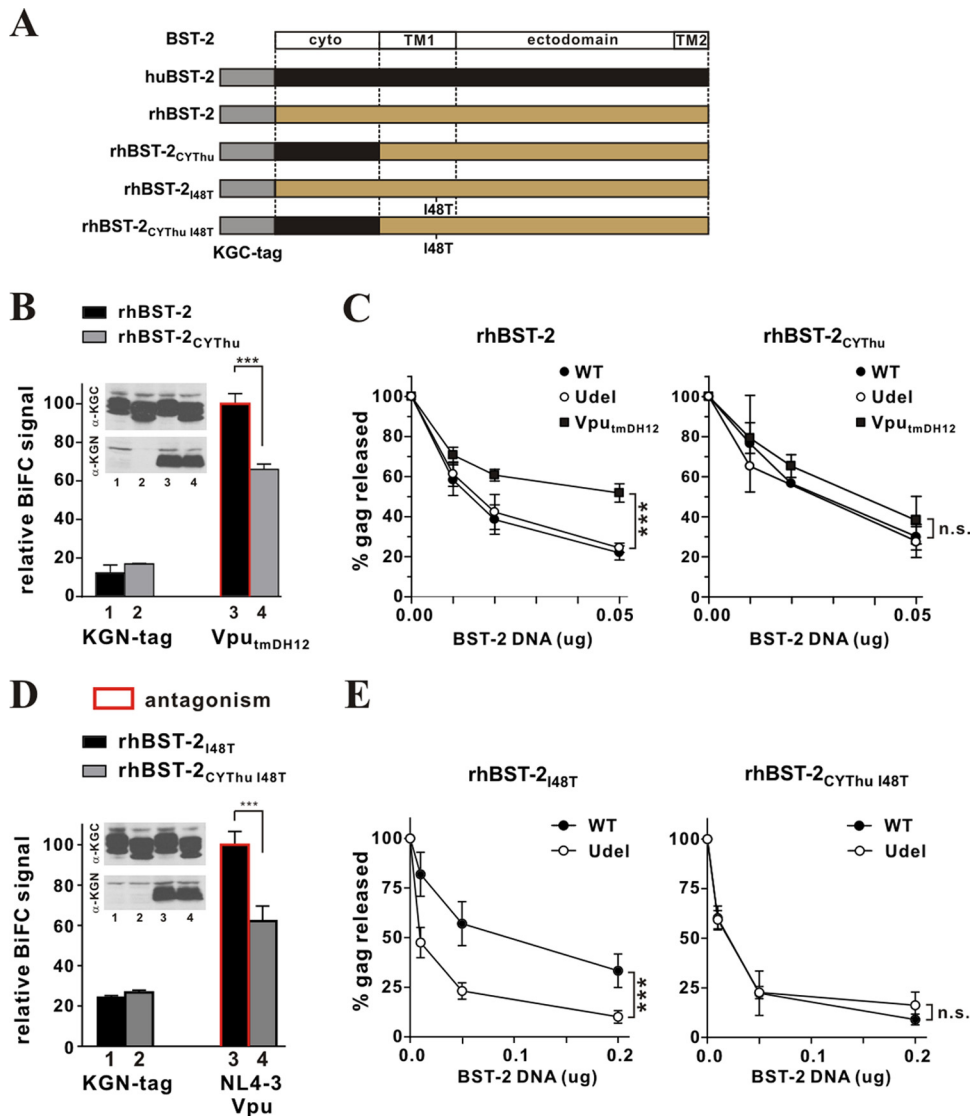 A
BST-2 cyto TM1 ectodomain TM2
huBST-2
rhBST-2
rhBST-2CYThu
rhBST-2I48T
I48T
rhBST-2CYThu I48T
KGC-tag I48T
B
rhBST-2
rhBST-2CYThu
relative BiFC signal
100
80
60
40
20
0
α-KGC
α-KGN
1 2 3 4
***
1 2 3 4
KGN-tag VputmDH12
C
rhBST-2
WT
Udel
VputmDH12
% gag released
100
80
60
40
20
0
***
0.00 0.05
BST-2 DNA (ug)
rhBST-2CYThu
WT
Udel
VputmDH12
100
80
60
40
20
0
n.s.
0.00 0.05
BST-2 DNA (ug)
D
antagonism
rhBST-2I48T
rhBST-2CYThu I48T
relative BiFC signal
100
80
60
40
20
0
α-KGC
α-KGN
1 2 3 4
***
1 2 3 4
KGN-tag NL4-3
Vpu
E
rhBST-2I48T
WT
Udel
% gag released
100
75
50
25
0
***
0.0 0.1 0.2
BST-2 DNA (ug)
rhBST-2CYThu I48T
WT
Udel
100
75
50
25
0
n.s.
0.0 0.1 0.2
BST-2 DNA (ug)